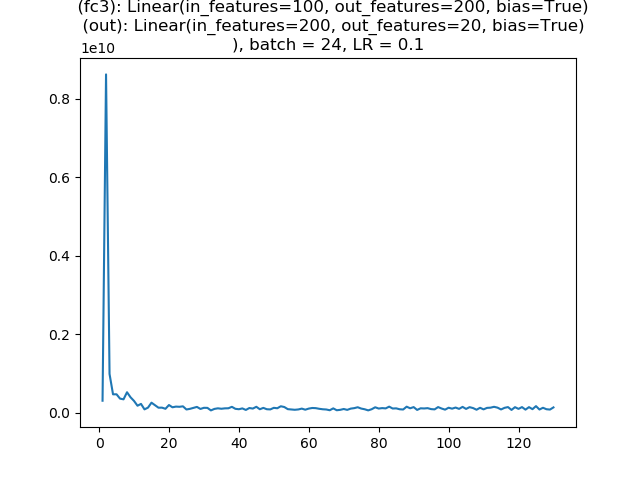 (fc3): Linear(in_features=100, out_features=200, bias=True)
(out): Linear(in_features=200, out_features=20, bias=True)
), batch = 24, LR = 0.1
1e10
0.8
0.6
0.4
0.2
0.0
0 20 40 60 80 100 120